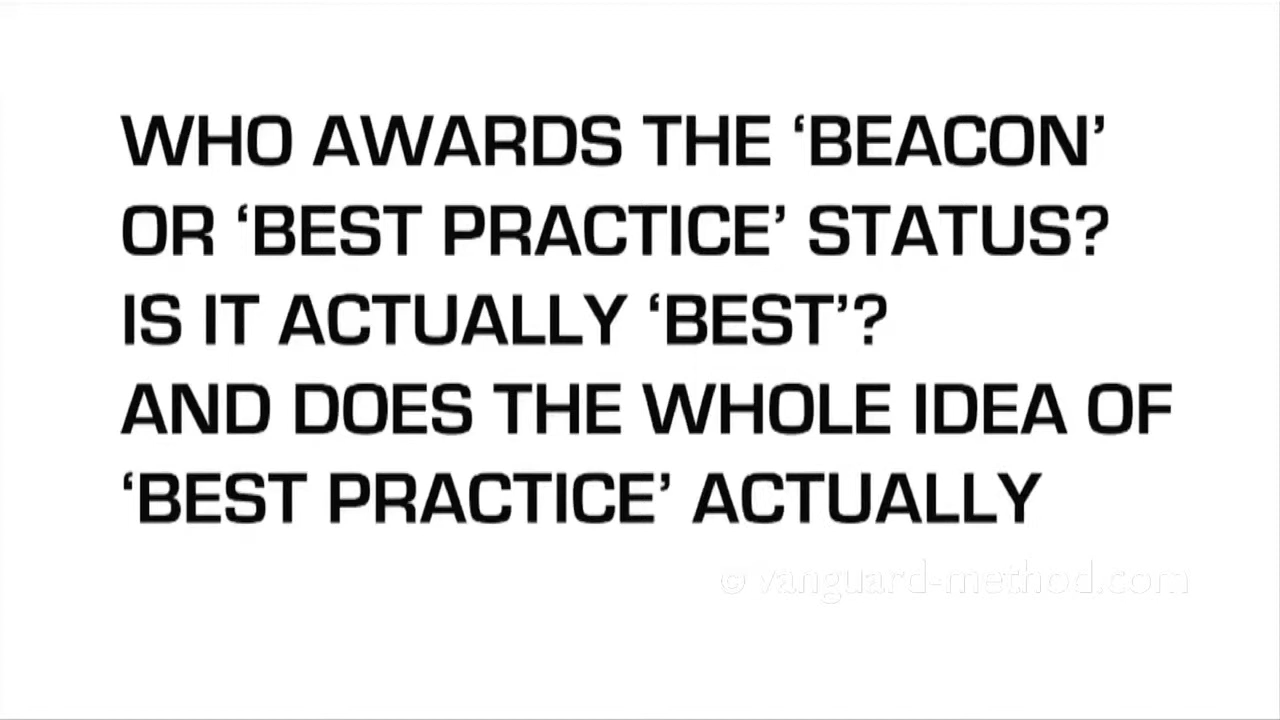 WHO AWARDS THE ‘BEACON’
OR ‘BEST PRACTICE’ STATUS?
IS IT ACTUALLY ‘BEST’?
AND DOES THE WHOLE IDEA OF
‘BEST PRACTICE’ ACTUALLY
© vanguard-method.com